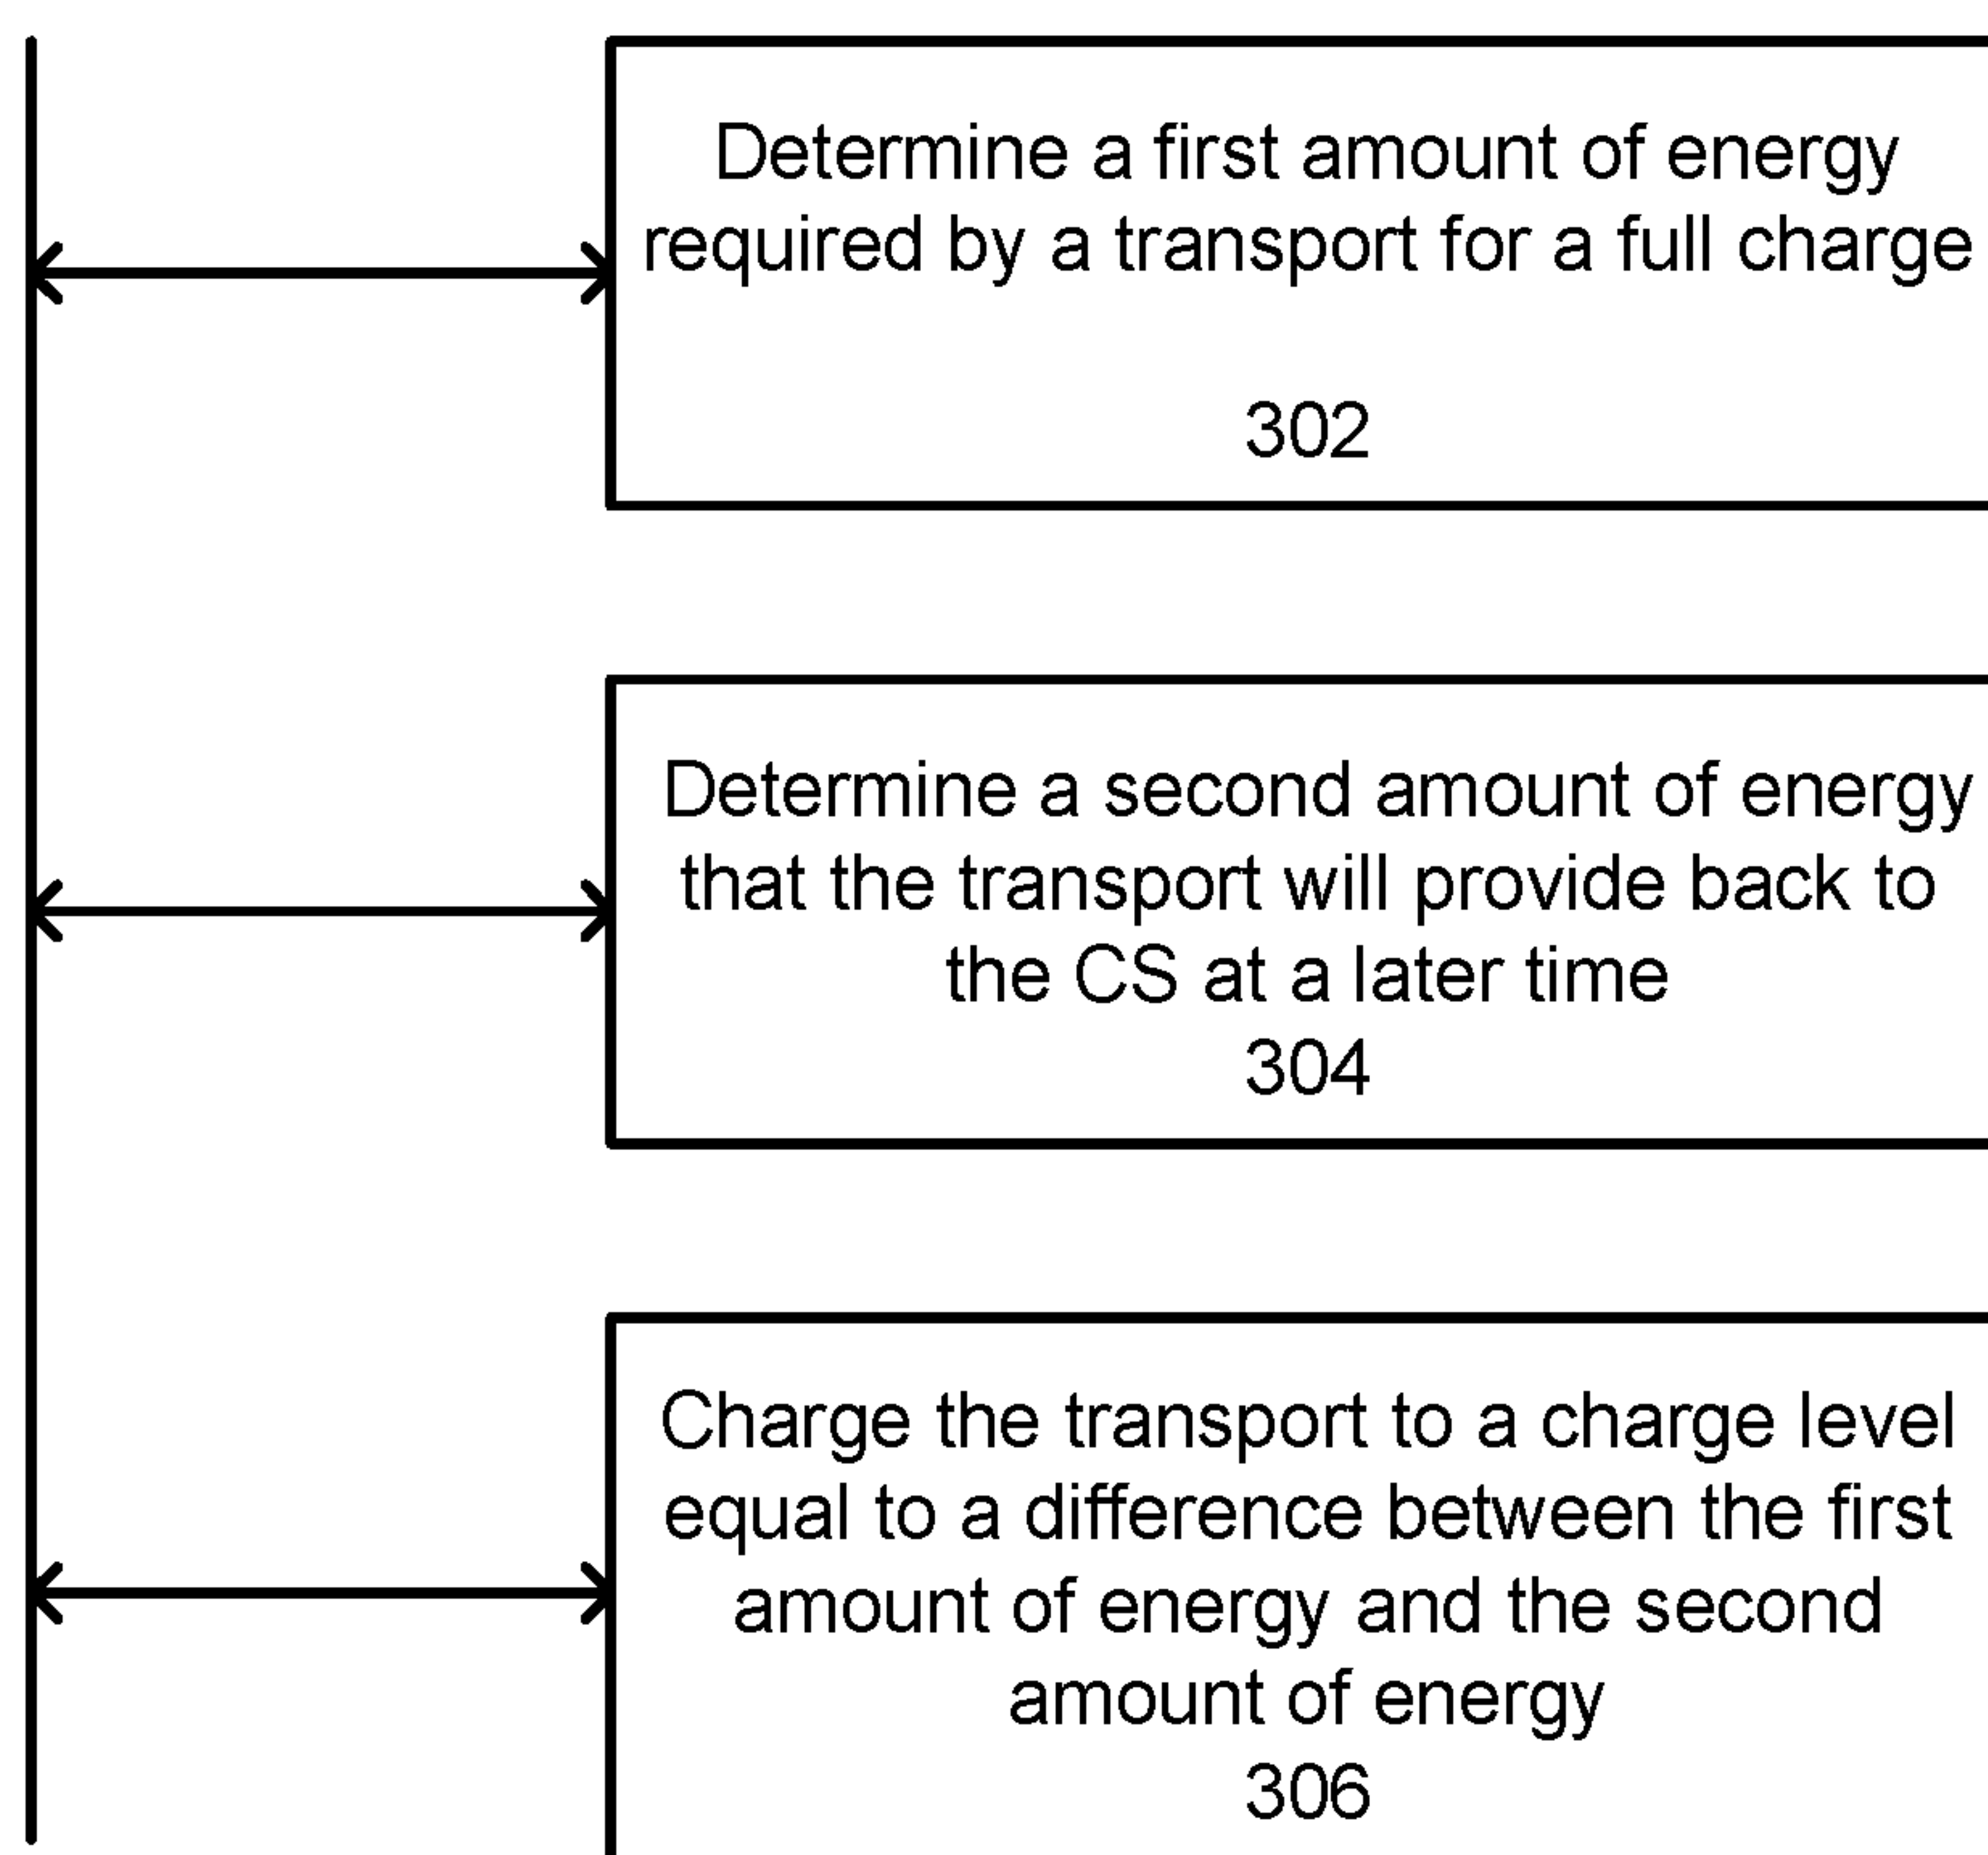 Determine a first amount of energy
required by a transport for a full charge
302
Determine a second amount of energy
that the transport will provide back to
the CS at a later time
304
Charge the transport to a charge level
equal to a difference between the first
amount of energy and the second
amount of energy
306